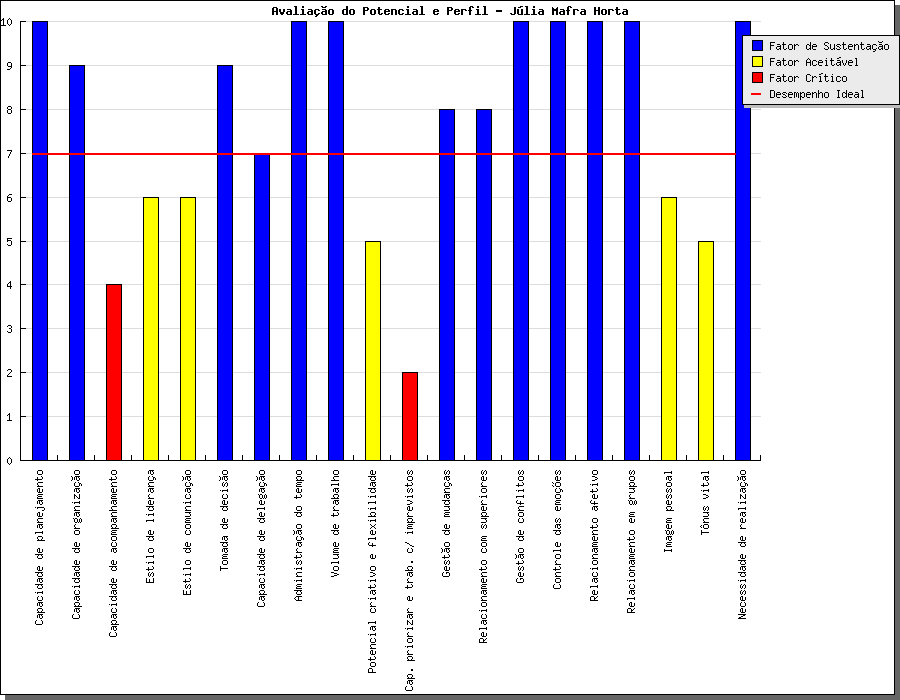 Avaliação do Potencial e Perfil - Júlia Mafra Horta
Fator de Sustentação
Fator Aceitável
Fator Crítico
Desempenho Ideal
10
9
8
7
6
5
4
3
2
1
0
Capacidade de planejamento
Capacidade de organização
Capacidade de acompanhamento
Estilo de liderança
Estilo de comunicação
Tomada de decisão
Capacidade de delegação
Administração do tempo
Volume de trabalho
Potencial criativo e flexibilidade
Cap. priorizar e trab. c/ imprevistos
Gestão de mudanças
Relacionamento com superiores
Gestão de conflitos
Controle das emoções
Relacionamento afetivo
Relacionamento em grupos
Imagem pessoal
Tônus vital
Necessidade de realização